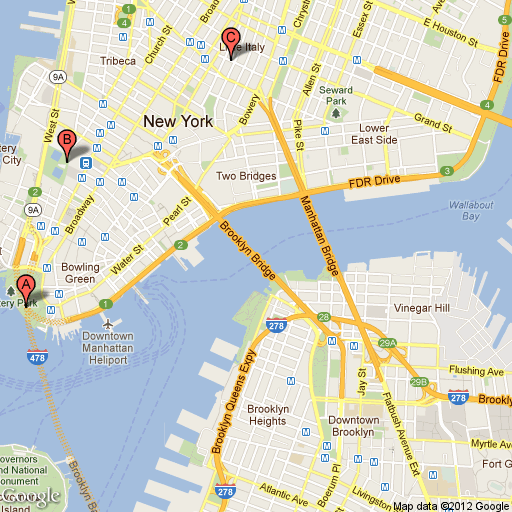 Broadway
Chrystie
Essex St
E Houston St
Little Italy
C
Church St
Tribeca
9A
Allen St
FDR Drive
Seward
Park
4
West St
Bowery
Grand St
New York
Pike St
Lower
East Side
B
City
3
Two Bridges
FDR Drive
2
Pearl St
Wallabout
Bay
9A
Broadway
Manhattan Bridge
Brooklyn Bridge
2
Water St
Bowling
Green
A
Park
1
Vinegar Hill
28
278
Downtown
Manhattan
Heliport
29A
478
Flushing Ave
Jay St
29B
278
Brooklyn Queens Expy
Flatbush Avenue Ext
Brooklyn
Heights
Downtown
Brooklyn
Myrtle Ave
Governors
and National
Monument
Island
Boerum Pl
Fort G
278
Atlantic Ave
Livingston
Google
Map data ©2012 Google